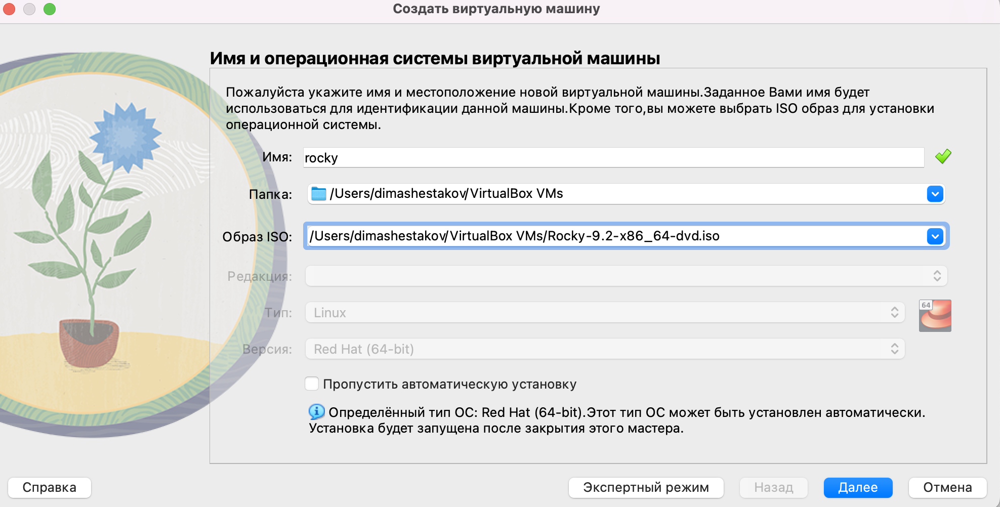 Создать виртуальную машину
Имя и операционная системы виртуальной машины
Пожалуйста укажите имя и местоположение новой виртуальной машины.Заданное Вами имя будет
использоваться для идентификации данной машины.Кроме того,вы можете выбрать ISO образ для установки
операционной системы.
Имя: rocky
Папка: /Users/dimashestakov/VirtualBox VMs
Образ ISO: /Users/dimashestakov/VirtualBox VMs/Rocky-9.2-x86_64-dvd.iso
Редакция:
Тип: Linux
64
Версия: Red Hat (64-bit)
Пропустить автоматическую установку
Определённый тип ОС: Red Hat (64-bit).Этот тип ОС может быть установлен автоматически.
Установка будет запущена после закрытия этого мастера.
Справка Экспертный режим Назад Далее Отмена